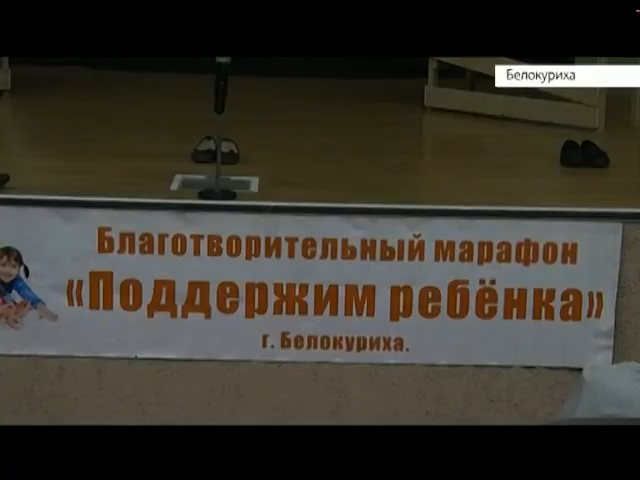 Белокуриха
Благотворительный марафон
«Поддержим ребёнка»
г. Белокуриха.